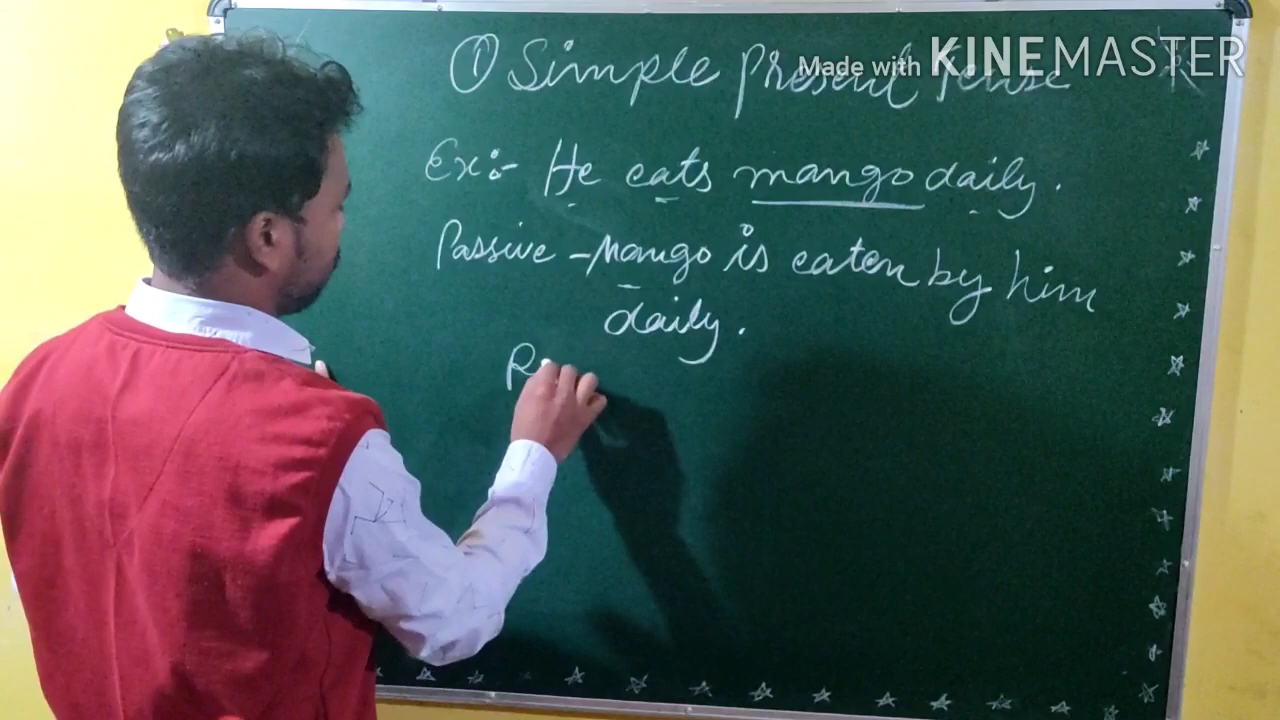 ① Simple Present Tense
Made with KINEMASTER
Ex:- He eats mango daily.
Passive - Mango is eaten by him
daily.
R